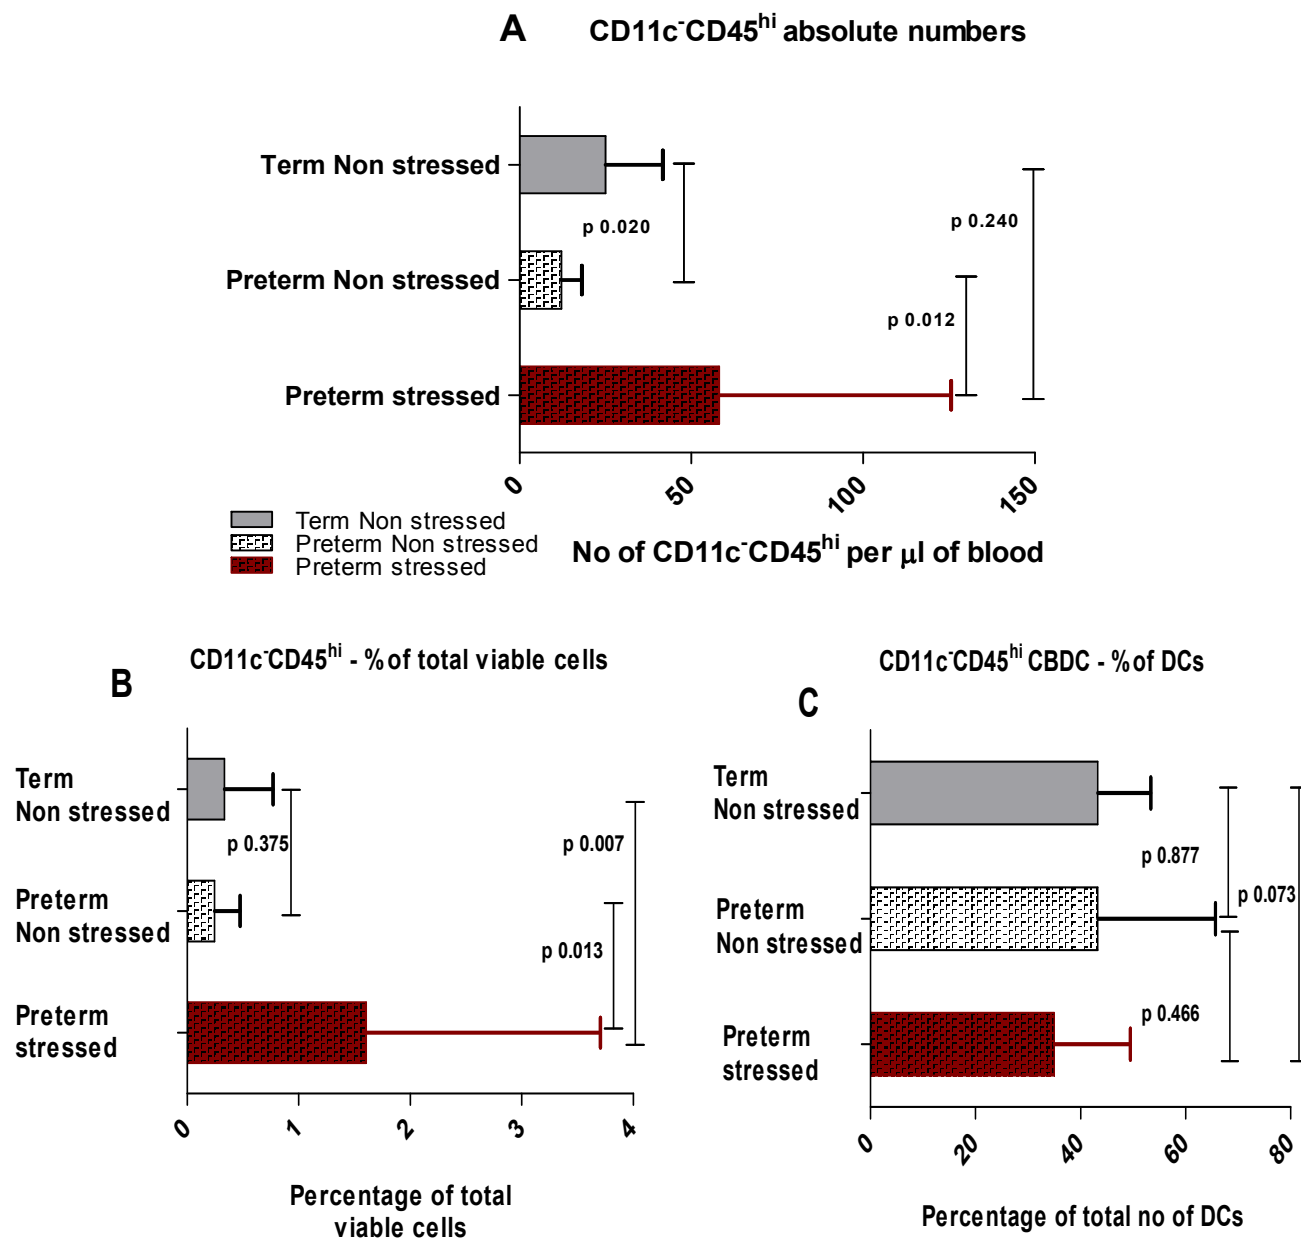 A CD11c⁻CD45ʰⁱ absolute numbers
Term Non stressed
p 0.020
p 0.240
Preterm Non stressed
p 0.012
Preterm stressed
0 50 100 150
No of CD11c⁻CD45ʰⁱ per µl of blood
Term Non stressed
Preterm Non stressed
Preterm stressed
B
CD11c⁻CD45ʰⁱ - % of total viable cells
Term
Non stressed
p 0.375
p 0.007
Preterm
Non stressed
p 0.013
Preterm
stressed
0 1 2 3 4
Percentage of total
viable cells
C
CD11c⁻CD45ʰⁱ CBDC - % of DCs
Term
Non stressed
p 0.877
p 0.073
Preterm
Non stressed
p 0.466
Preterm
stressed
0 20 40 60 80
Percentage of total no of DCs